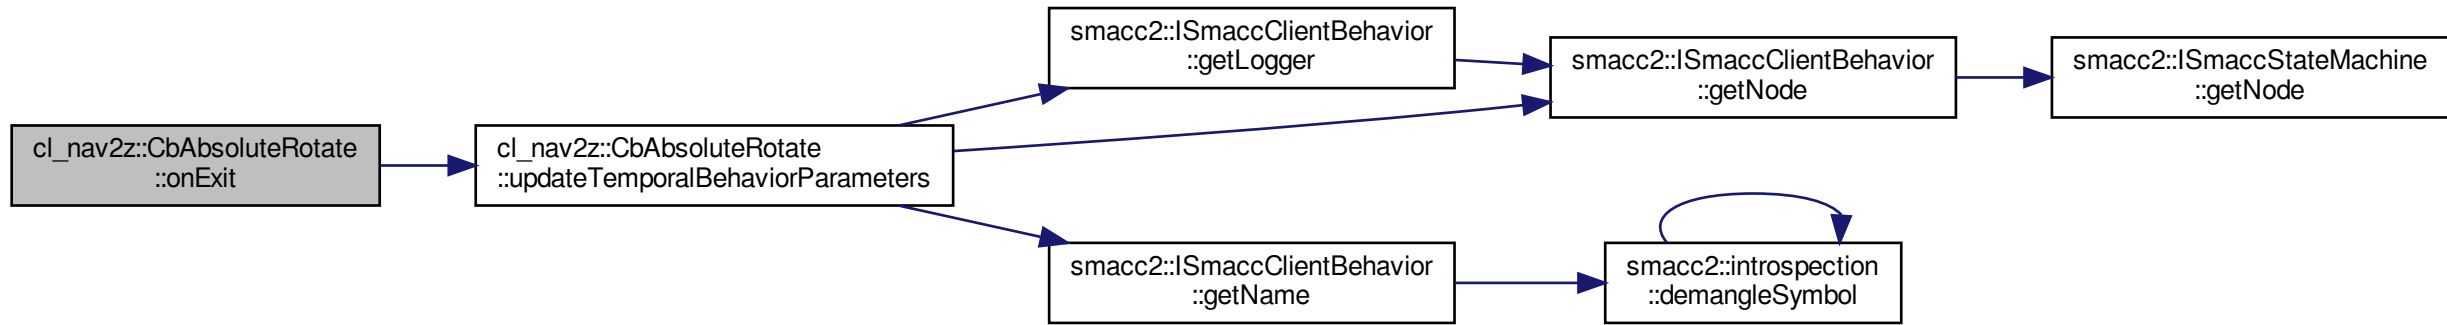 cl_nav2z::CbAbsoluteRotate
::onExit
cl_nav2z::CbAbsoluteRotate
::updateTemporalBehaviorParameters
smacc2::ISmaccClientBehavior
::getLogger
smacc2::ISmaccClientBehavior
::getNode
smacc2::ISmaccStateMachine
::getNode
smacc2::ISmaccClientBehavior
::getName
smacc2::introspection
::demangleSymbol